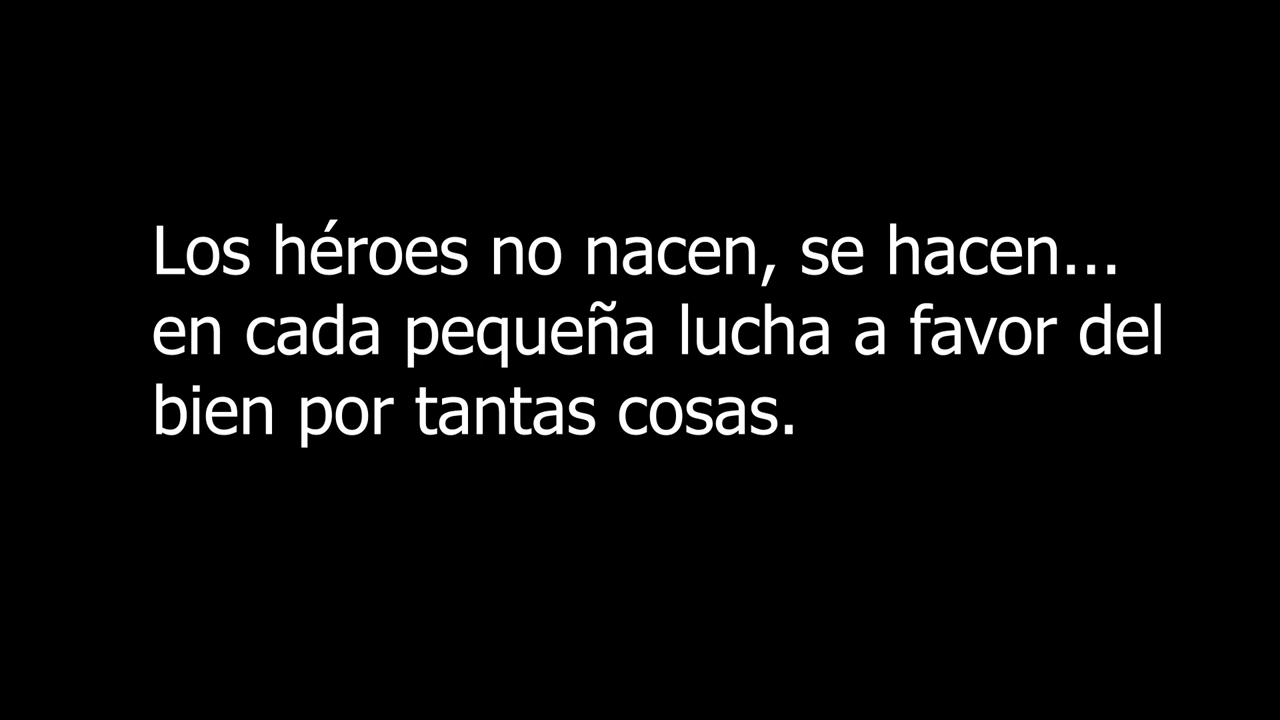 Los héroes no nacen, se hacen...
en cada pequeña lucha a favor del
bien por tantas cosas.